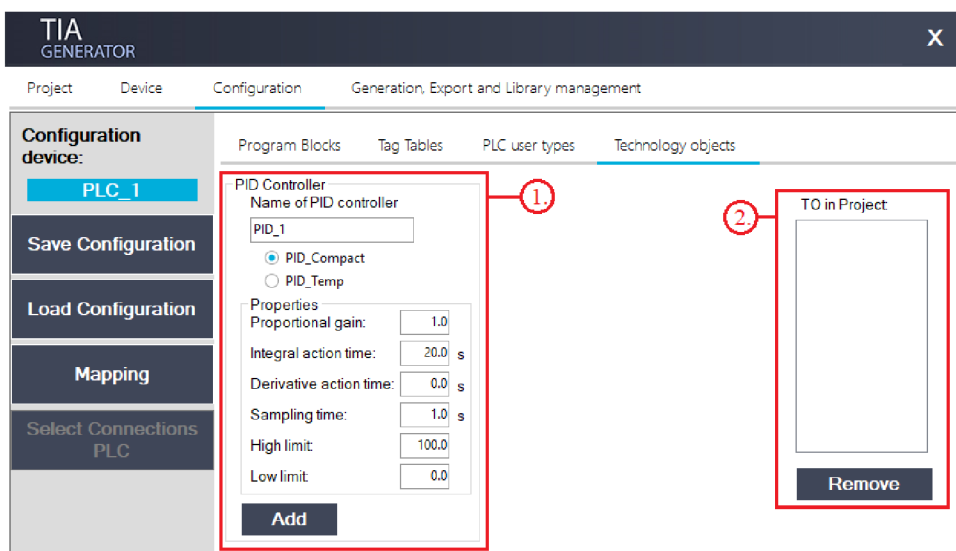 TIA
GENERATOR
X
Project Device Configuration Generation, Export and Library management
Configuration
device:
PLC_1
Save Configuration
Load Configuration
Mapping
Select Connections
PLC
Program Blocks Tag Tables PLC user types Technology objects
PID Controller
Name of PID controller
PID_1
PID_Compact
PID_Temp
Properties
Proportional gain: 1.0
Integral action time: 20.0 s
Derivative action time: 0.0 s
Sampling time: 1.0 s
High limit: 100.0
Low limit: 0.0
Add
1.
2.
TO in Project:
Remove